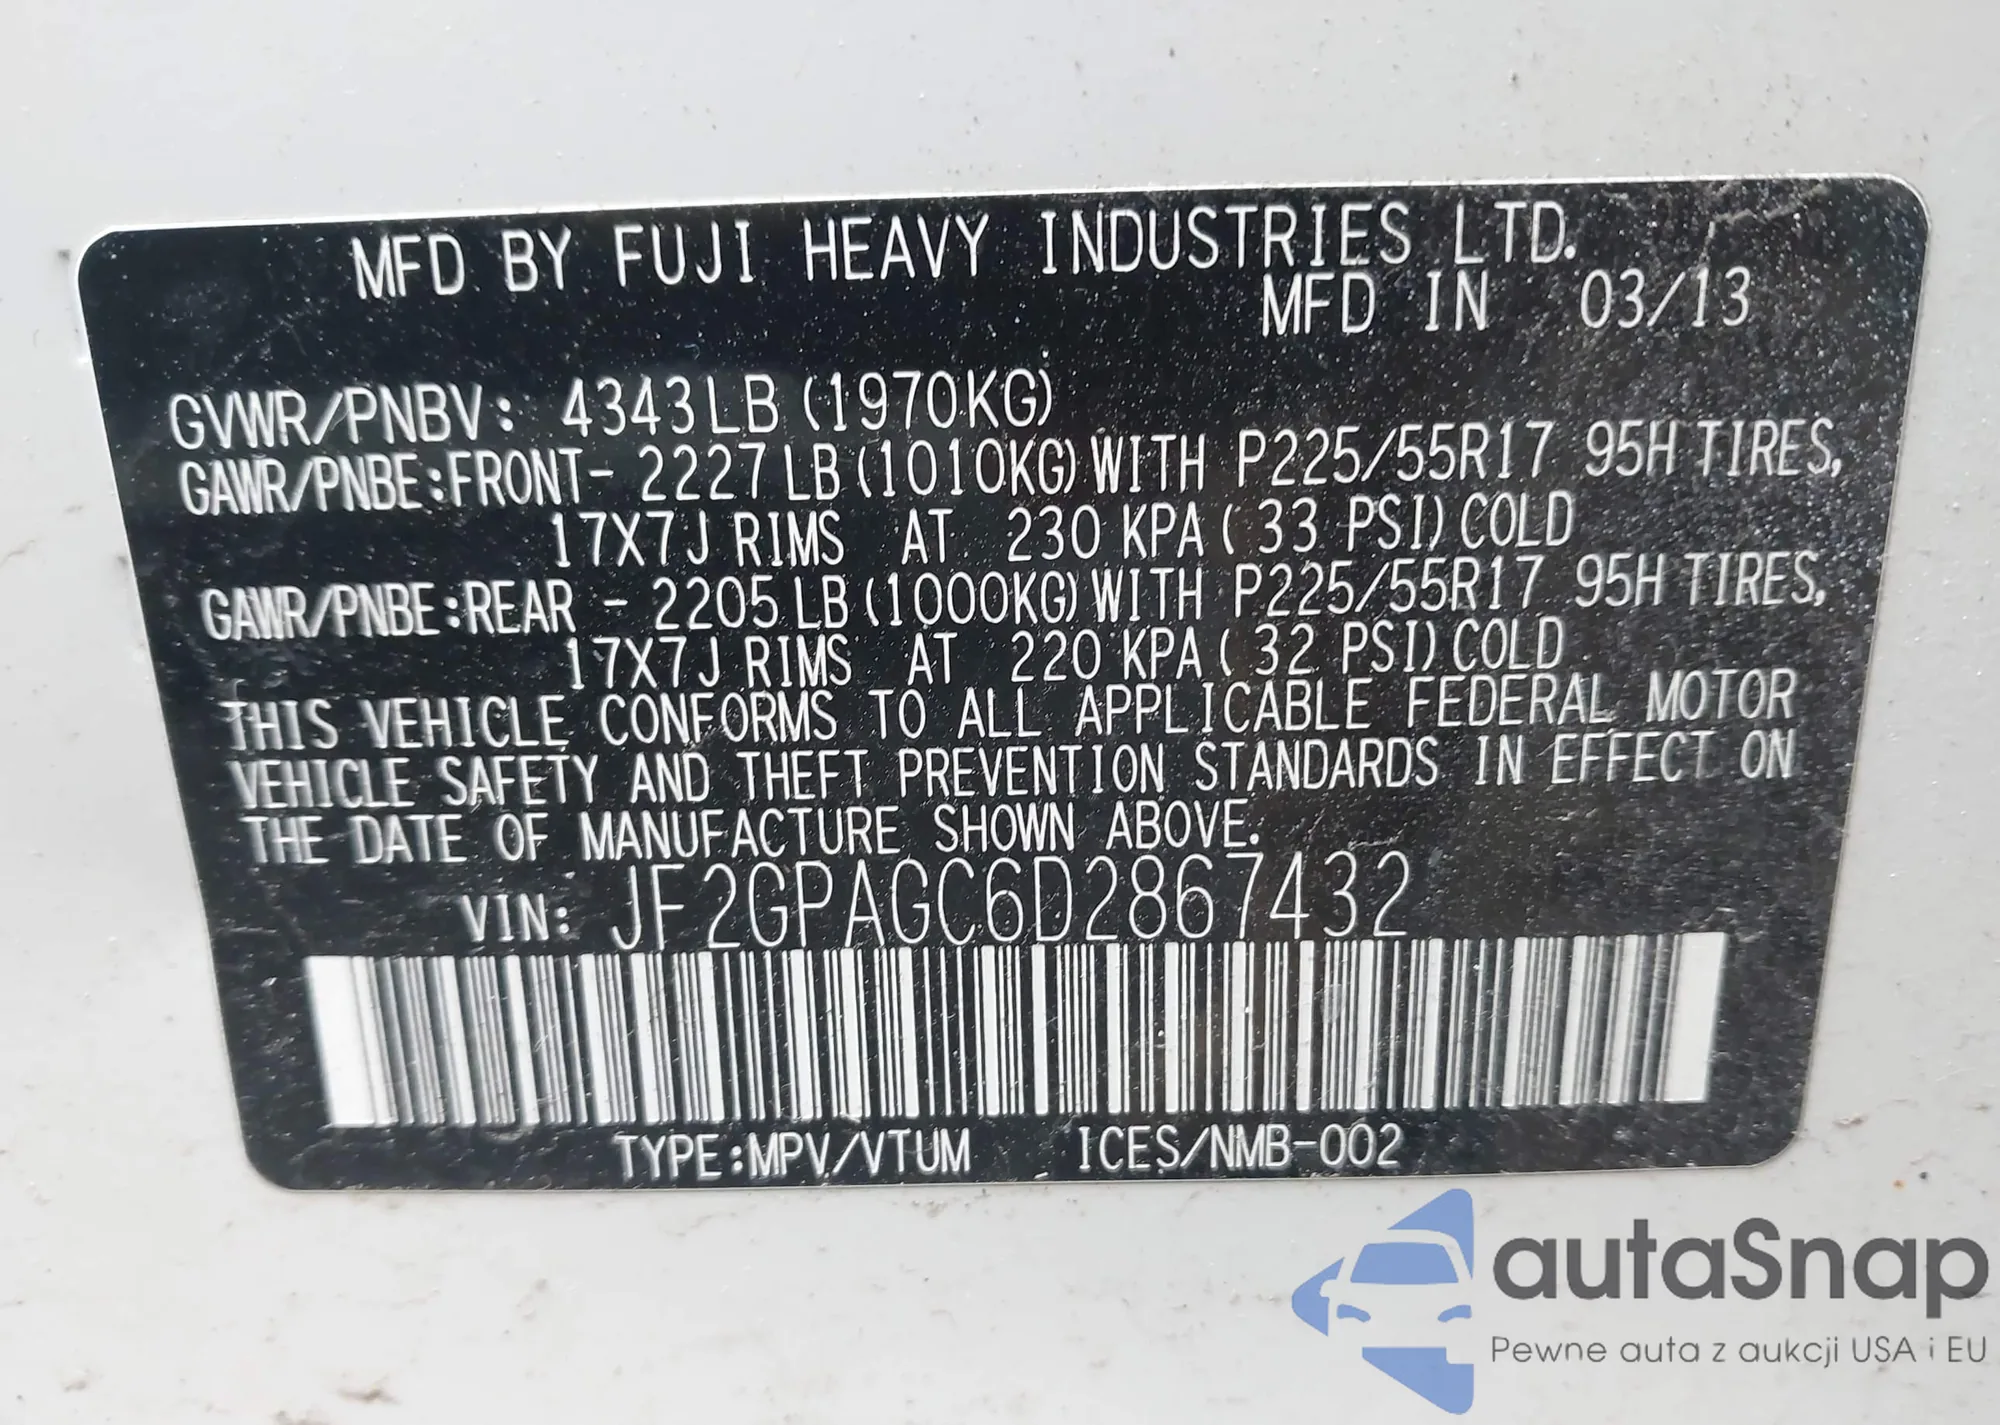 MFD BY FUJI HEAVY INDUSTRIES LTD.
MFD IN 03/13
GVWR/PNBV: 4343LB (1970KG)
GAWR/PNBE:FRONT- 2227LB (1010KG) WITH P225/55R17 95H TIRES,
17X7J RIMS AT 230 KPA ( 33 PSI) COLD
GAWR/PNBE:REAR - 2205LB (1000KG) WITH P225/55R17 95H TIRES,
17X7J RIMS AT 220 KPA ( 32 PSI) COLD
THIS VEHICLE CONFORMS TO ALL APPLICABLE FEDERAL MOTOR
VEHICLE SAFETY AND THEFT PREVENTION STANDARDS IN EFFECT ON
THE DATE OF MANUFACTURE SHOWN ABOVE.
VIN: JF2GPAGC6D2867432
TYPE:MPV/VTUM ICES/NMB-002
autaSnap
Pewne auta z aukcji USA i EU